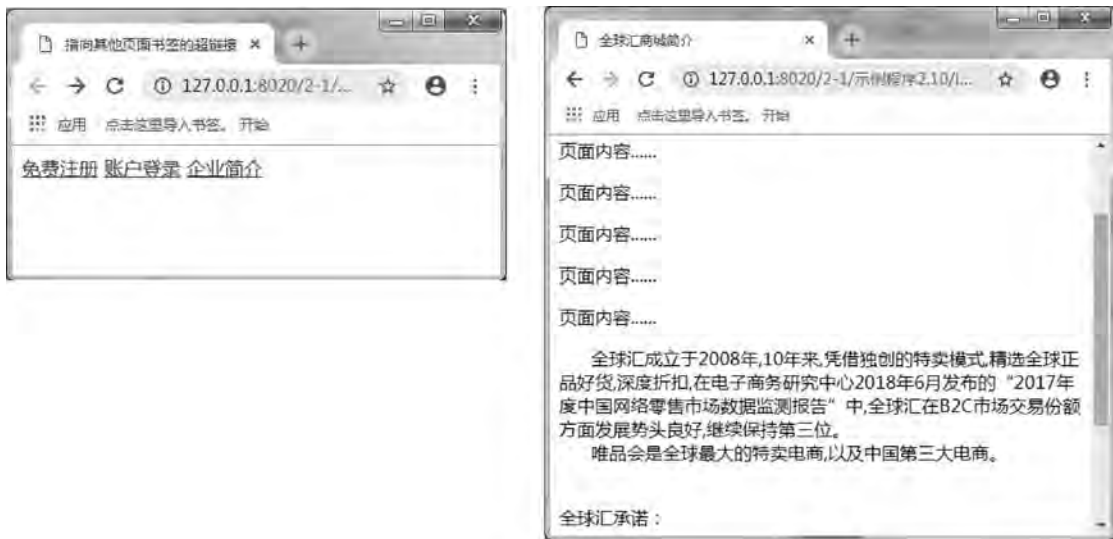 指向其他页面书签的超链接
127.0.0.1:8020/2-1/...
应用 点击这里导入书签。 开始
免费注册 账户登录 企业简介
全球汇商城简介
127.0.0.1:8020/2-1/示例程序2.10/i...
应用 点击这里导入书签。 开始
页面内容……
页面内容……
页面内容……
页面内容……
页面内容……
全球汇成立于2008年,10年来,凭借独创的特卖模式,精选全球正
品好货,深度折扣,在电子商务研究中心2018年6月发布的“2017年
度中国网络零售市场数据监测报告”中,全球汇在B2C市场交易份额
方面发展势头良好,继续保持第三位。
唯品会是全球最大的特卖电商,以及中国第三大电商。
全球汇承诺：